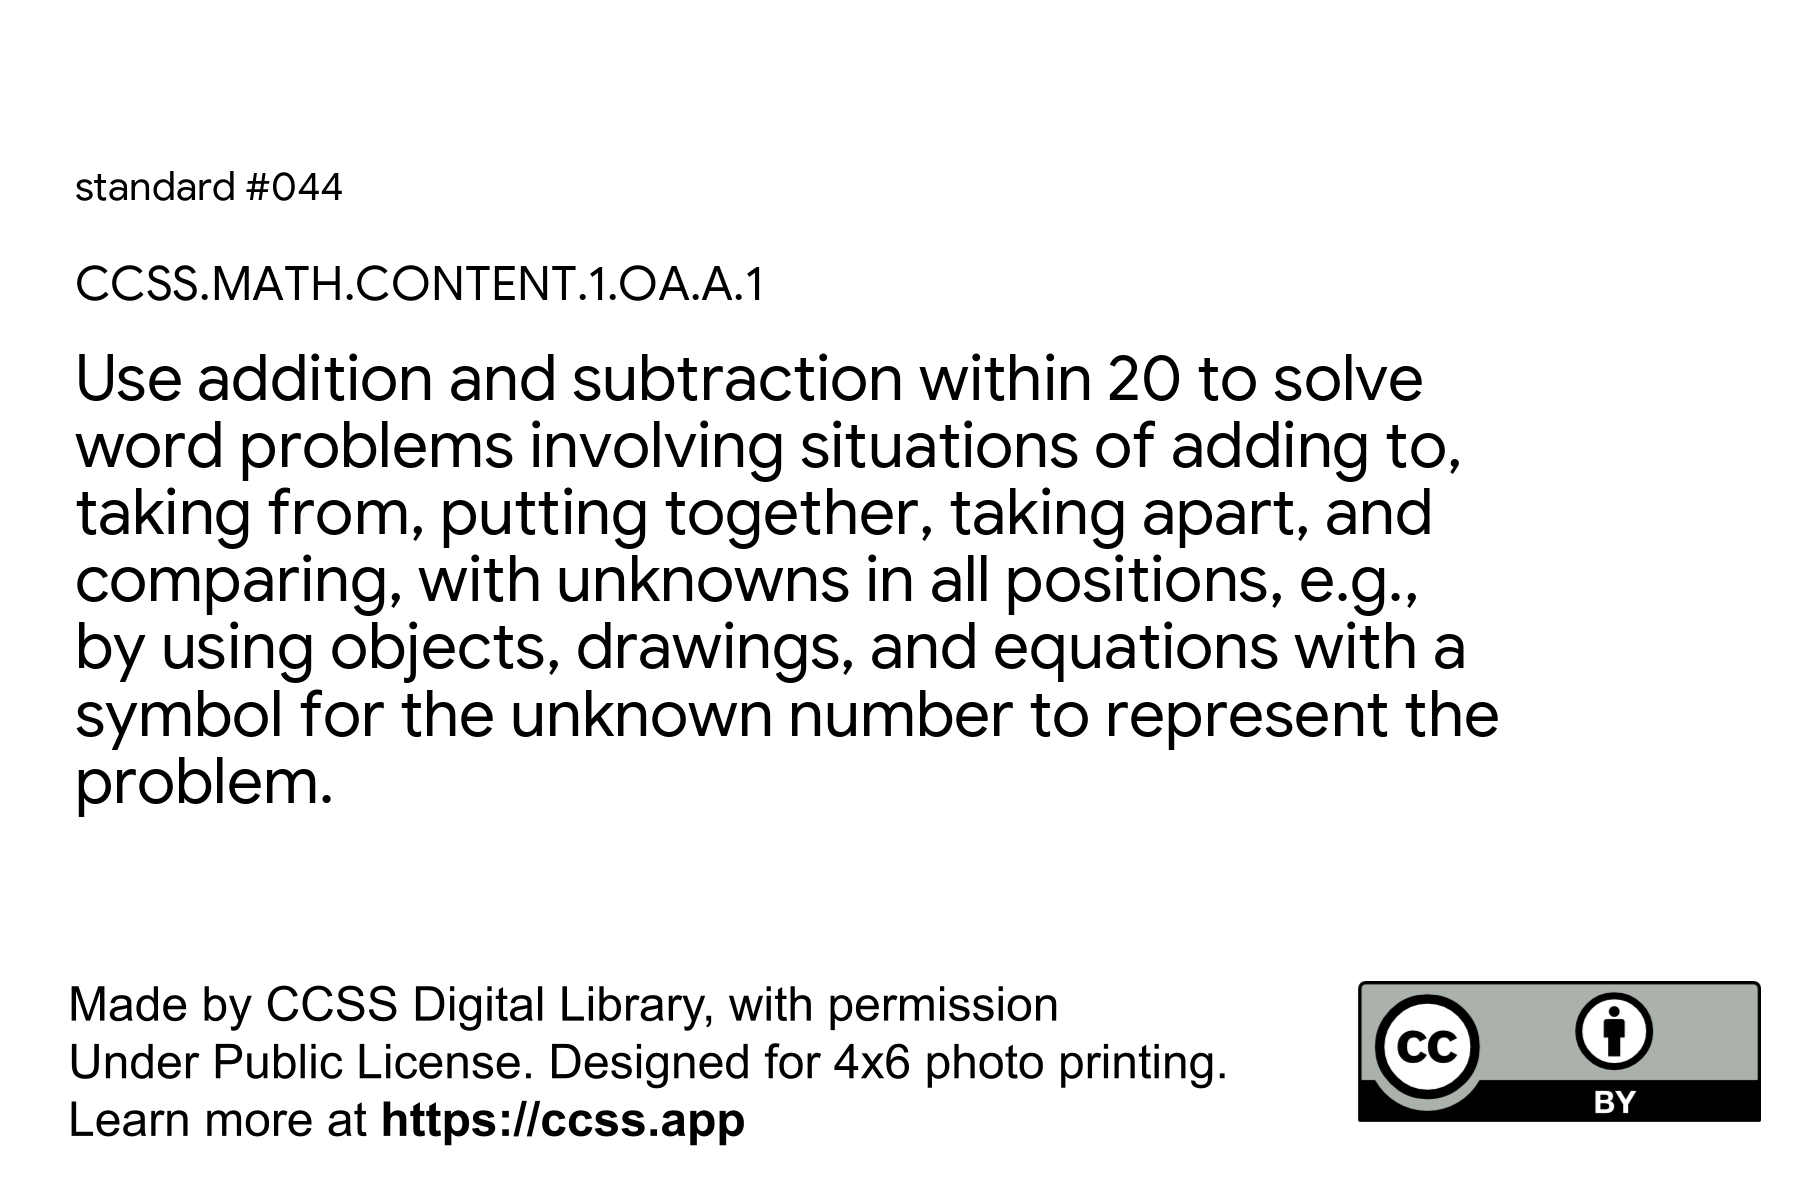 standard #044
CCSS.MATH.CONTENT.1.OA.A.1
Use addition and subtraction within 20 to solve
word problems involving situations of adding to,
taking from, putting together, taking apart, and
comparing, with unknowns in all positions, e.g.,
by using objects, drawings, and equations with a
symbol for the unknown number to represent the
problem.
Made by CCSS Digital Library, with permission
Under Public License. Designed for 4x6 photo printing.
Learn more at https://ccss.app
cc
BY